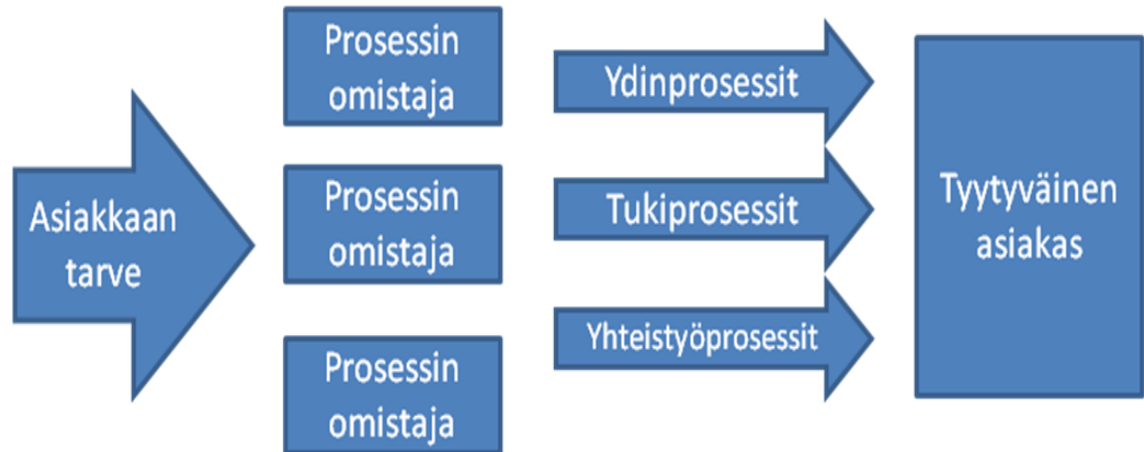 Asiakkaan
tarve
Prosessin
omistaja
Prosessin
omistaja
Prosessin
omistaja
Ydinprosessit
Tukiprosessit
Yhteistyöprosessit
Tyytyväinen
asiakas